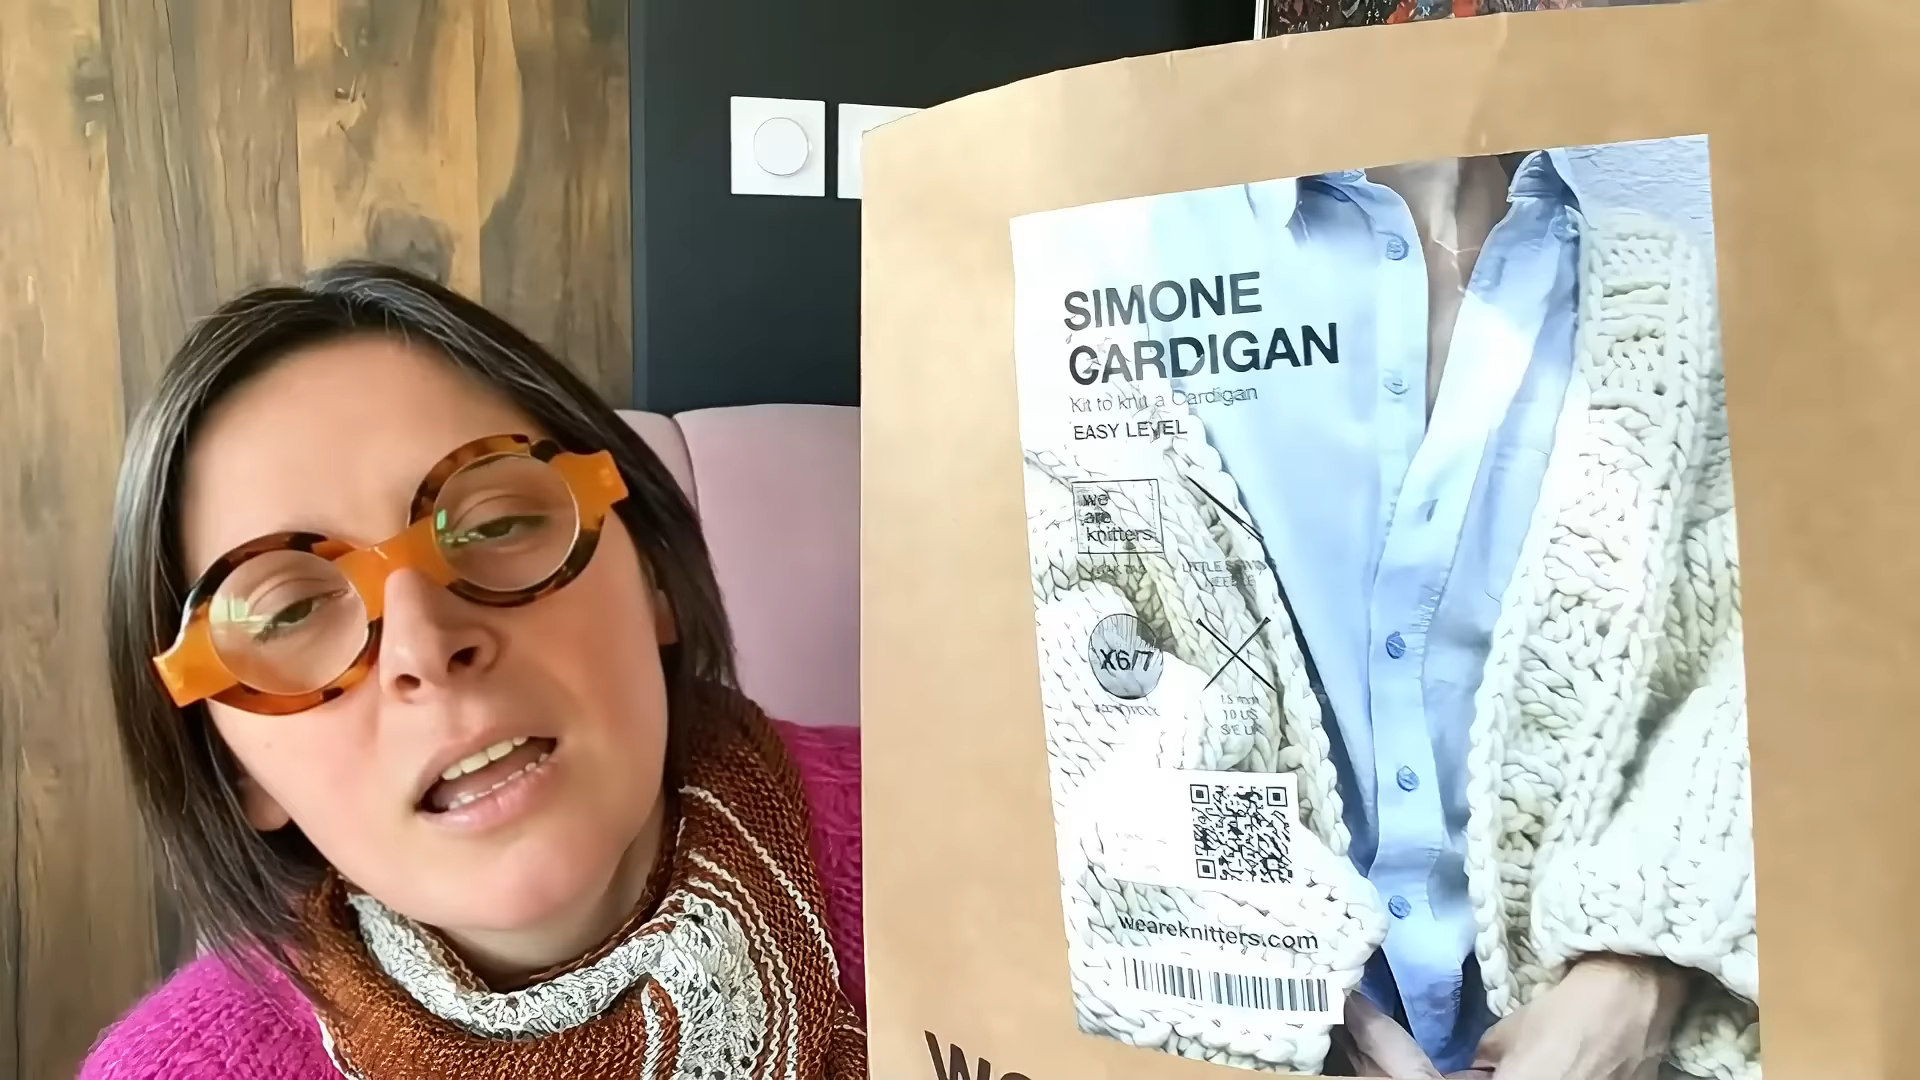 SIMONE
CARDIGAN
Kit to knit a Cardigan
EASY LEVEL
we
are
knitters
X6/7
weareknitters.com